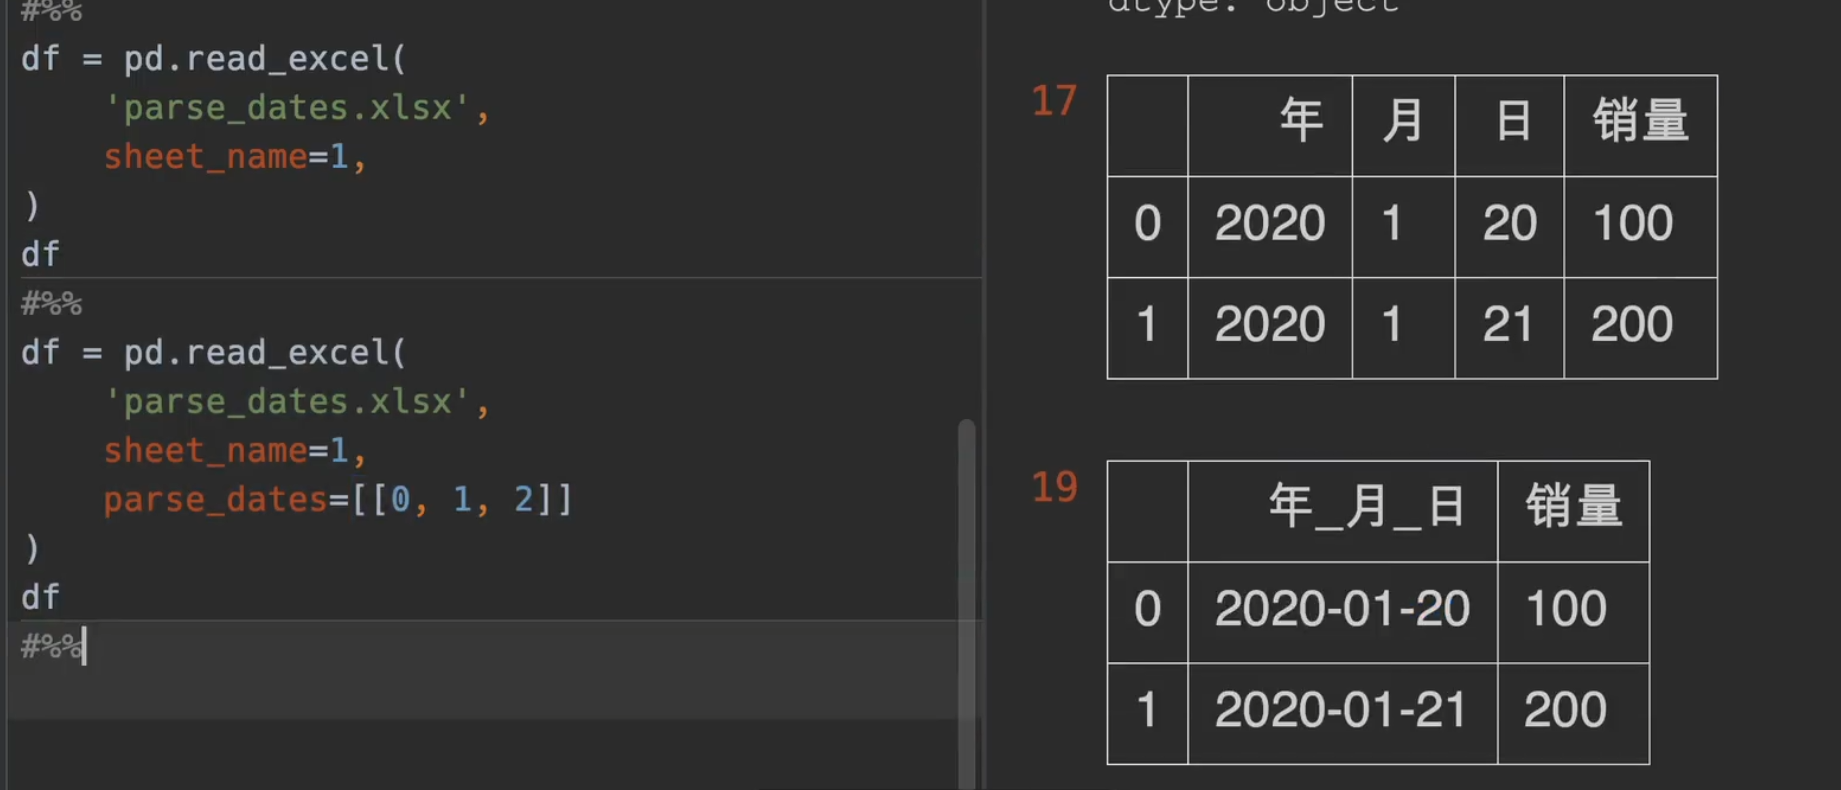 #%%
df = pd.read_excel(
    'parse_dates.xlsx',
    sheet_name=1,
)
df
#%%
df = pd.read_excel(
    'parse_dates.xlsx',
    sheet_name=1,
    parse_dates=[[0, 1, 2]]
)
df
#%%
dtype: object
17
年 月 日 销量
0 2020 1 20 100
1 2020 1 21 200
19
年_月_日 销量
0 2020-01-20 100
1 2020-01-21 200